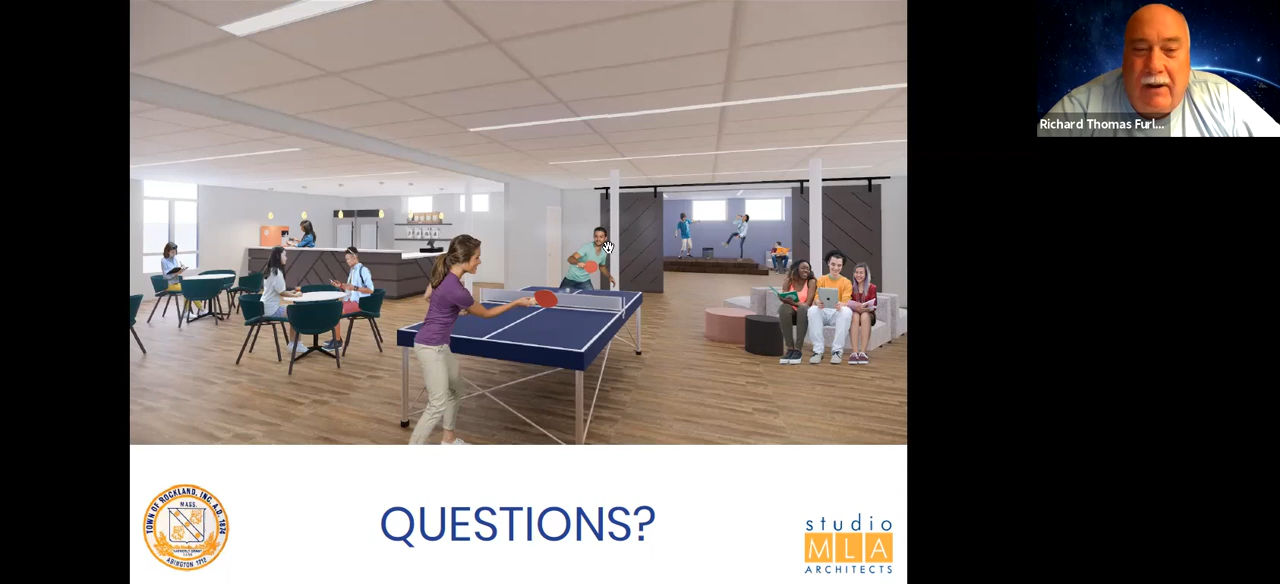 Richard Thomas Furl...
QUESTIONS?
TOWN OF ROCKLAND, INC. A.D. 1874
MASS.
ABINGTON 1712
studio
MLA
ARCHITECTS